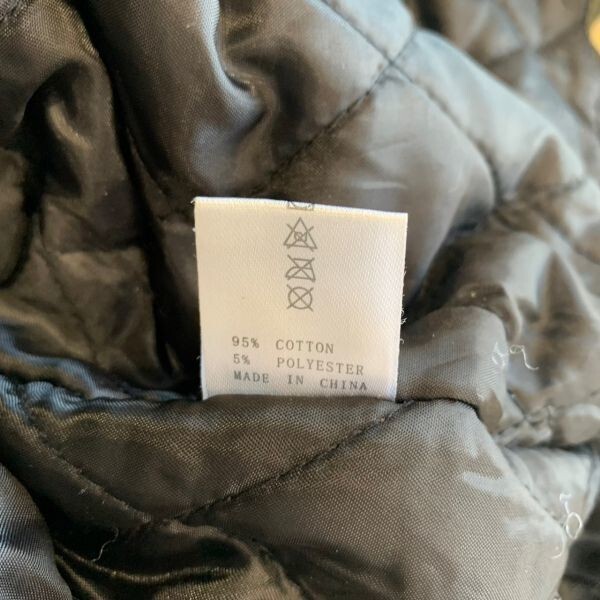 95% COTTON
5% POLYESTER
MADE IN CHINA